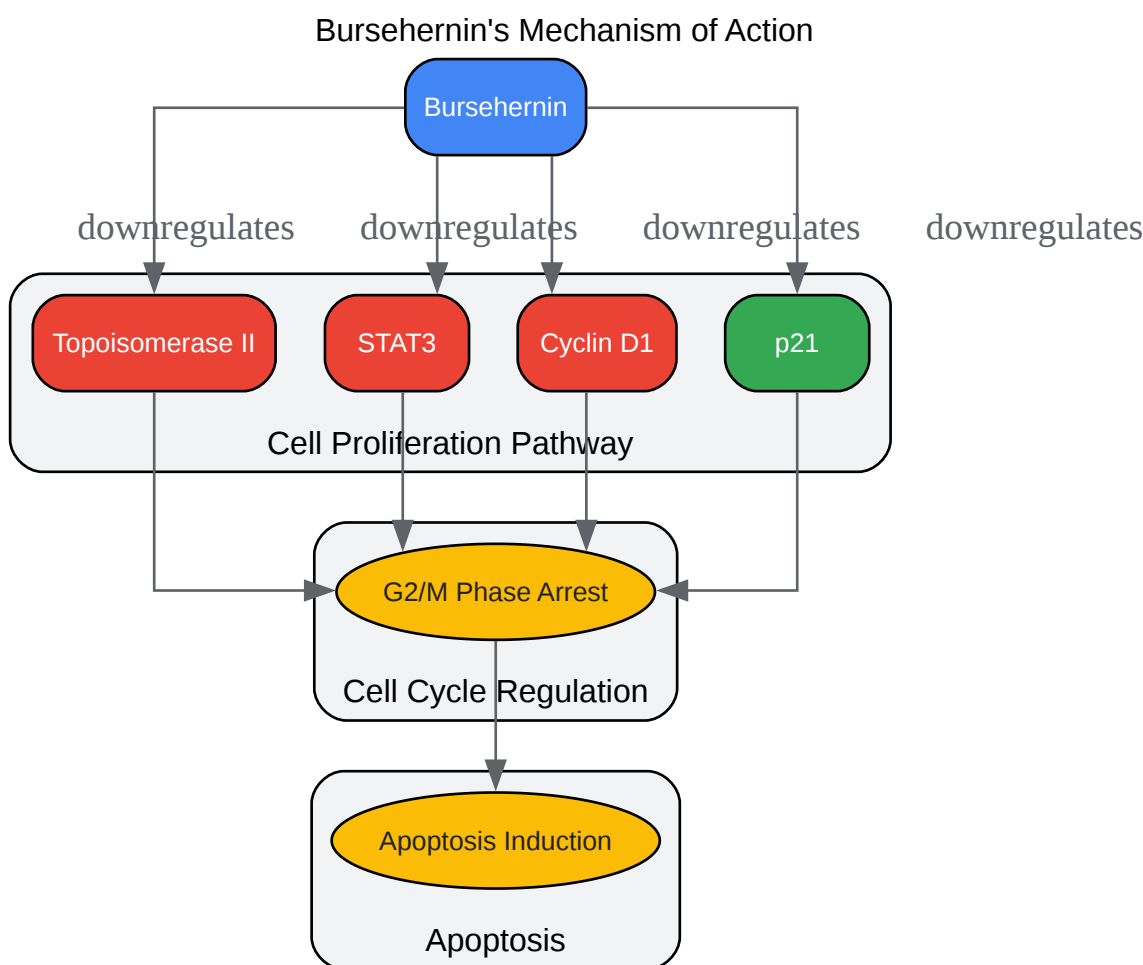 Bursehernin's Mechanism of Action
Bursehernin
downregulates
downregulates
downregulates
downregulates
Topoisomerase II
STAT3
Cyclin D1
p21
Cell Proliferation Pathway
G2/M Phase Arrest
Cell Cycle Regulation
Apoptosis Induction
Apoptosis